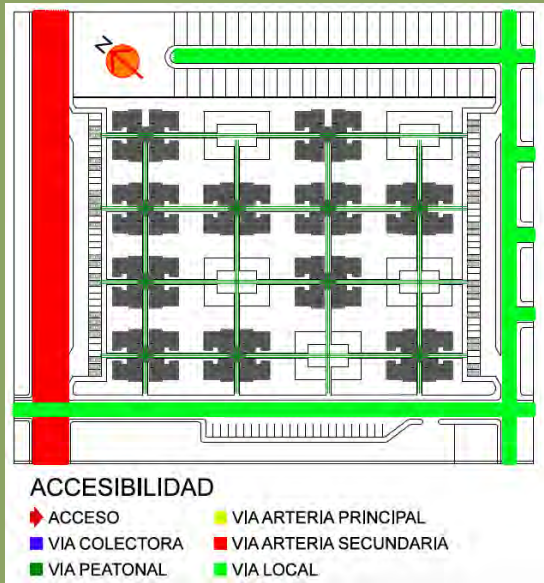 N
ACCESIBILIDAD
ACCESO
VIA ARTERIA PRINCIPAL
VIA COLECTORA
VIA ARTERIA SECUNDARIA
VIA PEATONAL
VIA LOCAL